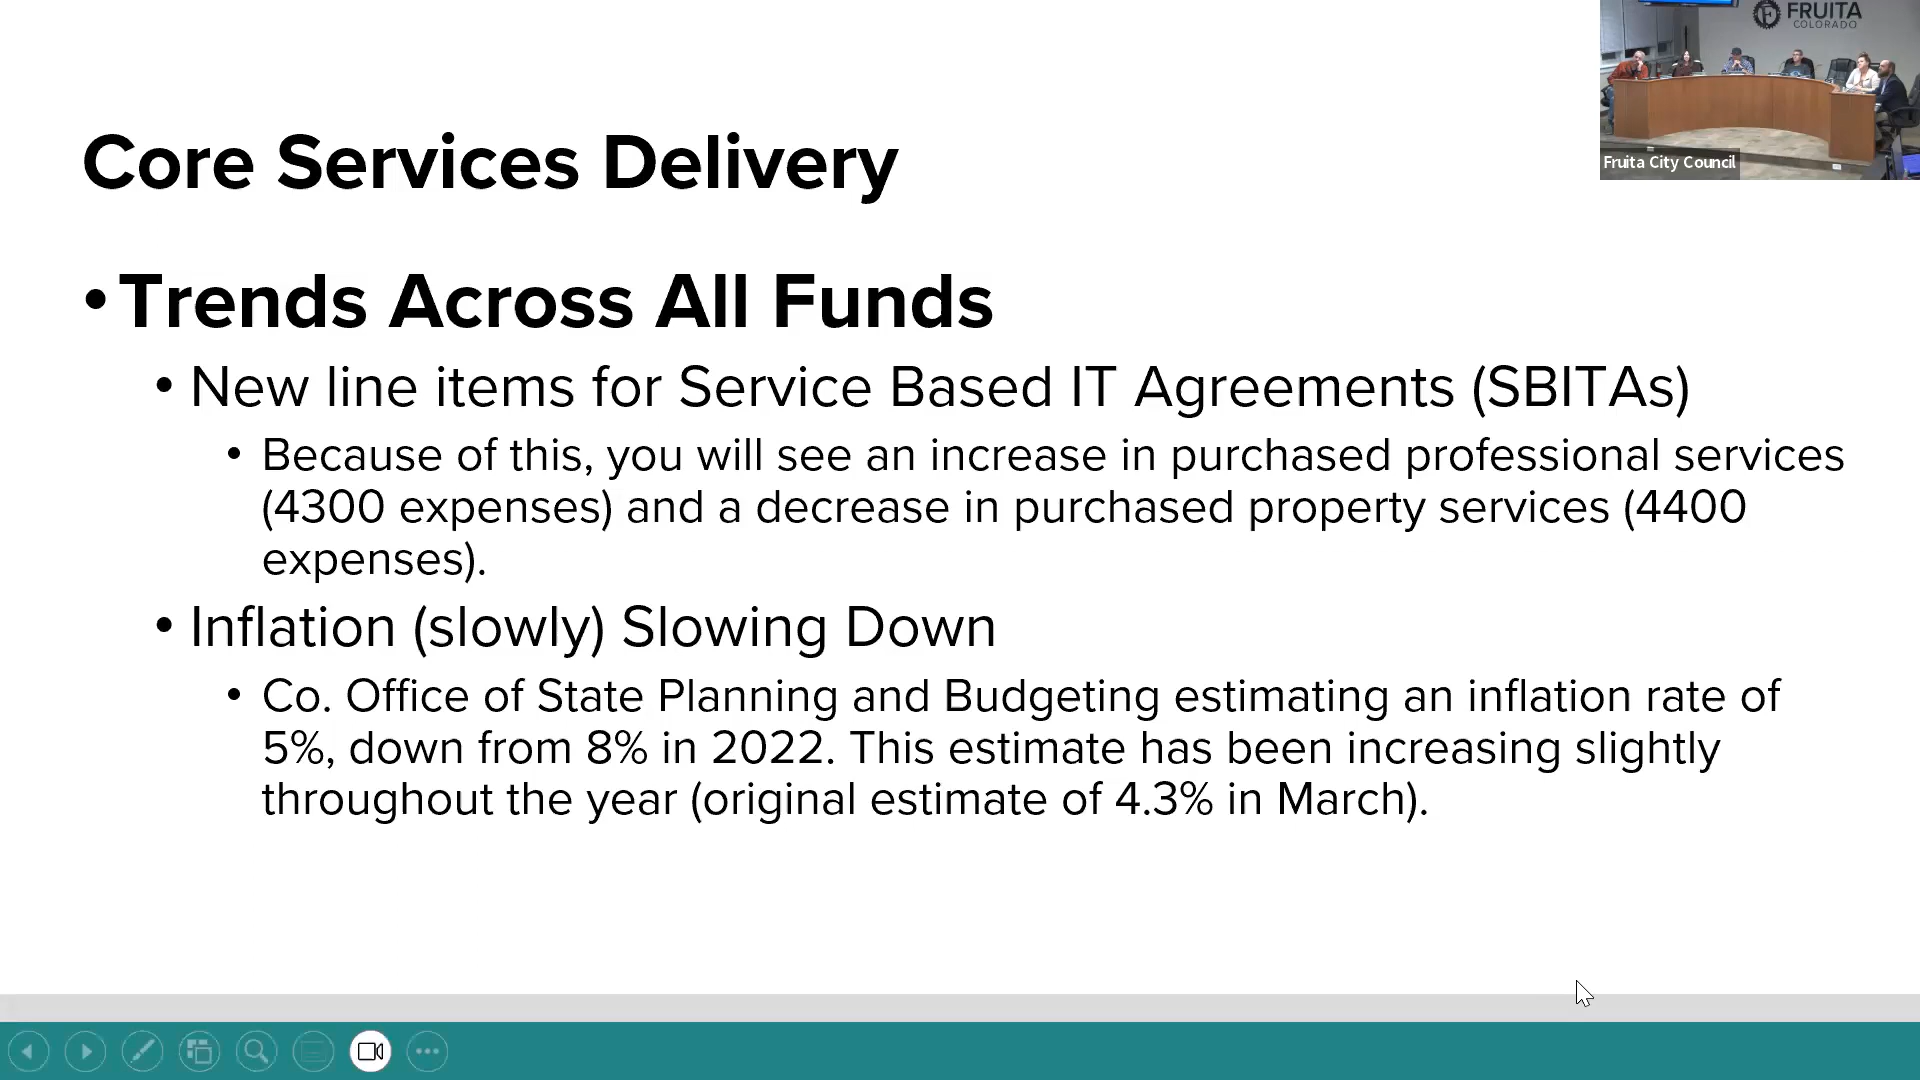 FRUITA
COLORADO
Fruita City Council
Core Services Delivery
• Trends Across All Funds
• New line items for Service Based IT Agreements (SBITAs)
• Because of this, you will see an increase in purchased professional services
(4300 expenses) and a decrease in purchased property services (4400
expenses).
• Inflation (slowly) Slowing Down
• Co. Office of State Planning and Budgeting estimating an inflation rate of
5%, down from 8% in 2022. This estimate has been increasing slightly
throughout the year (original estimate of 4.3% in March).